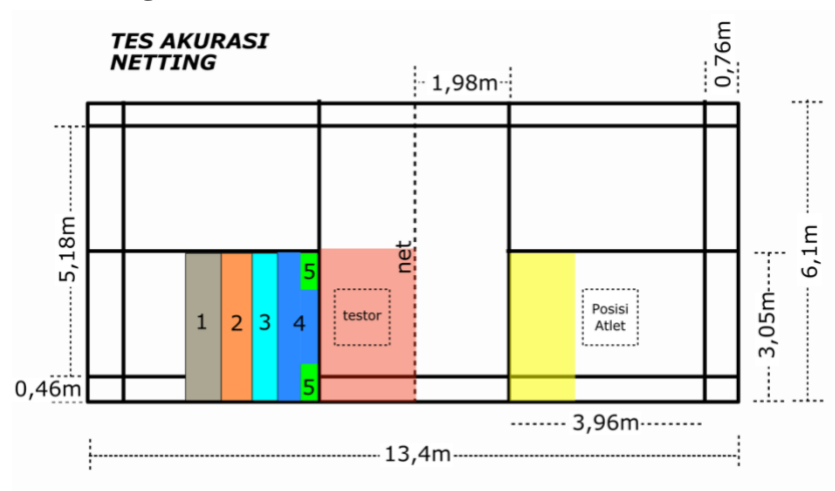 TES AKURASI
NETTING
0,76m
1,98m
5,18m
net
6,1m
5
1
2
3
4
testor
Posisi
Atlet
3,05m
0,46m
5
3,96m
13,4m